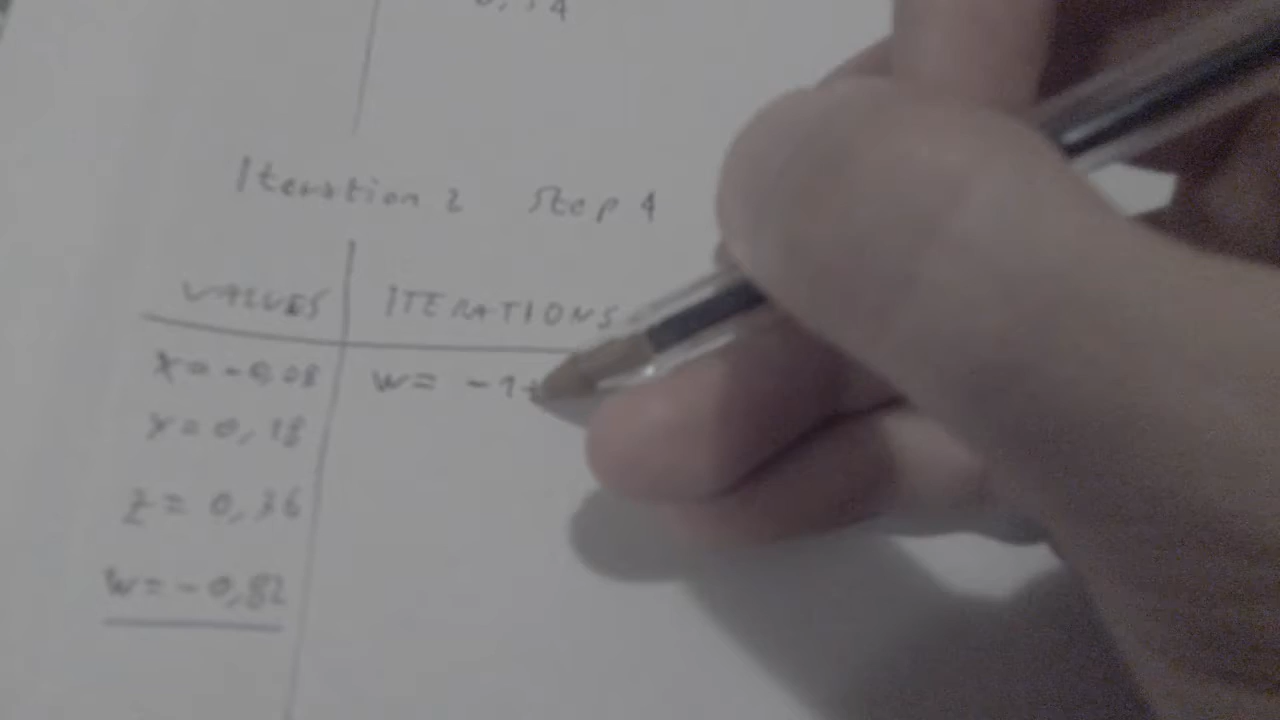 Iteration 2 Step 4
VALUES ITERATIONS
x = -0,08 w = -1+
y = 0,18
z = 0,36
w = -0,82